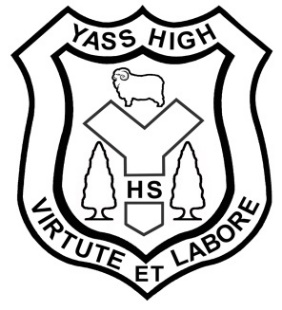 YASS HIGH
Y
HS
VIRTUTE ET LABORE